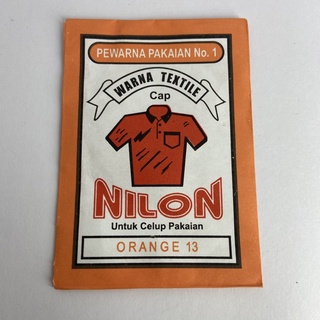 PEWARNA PAKAIAN No. 1
WARNA TEXTILE
Cap
NILON
Untuk Celup Pakaian
ORANGE 13